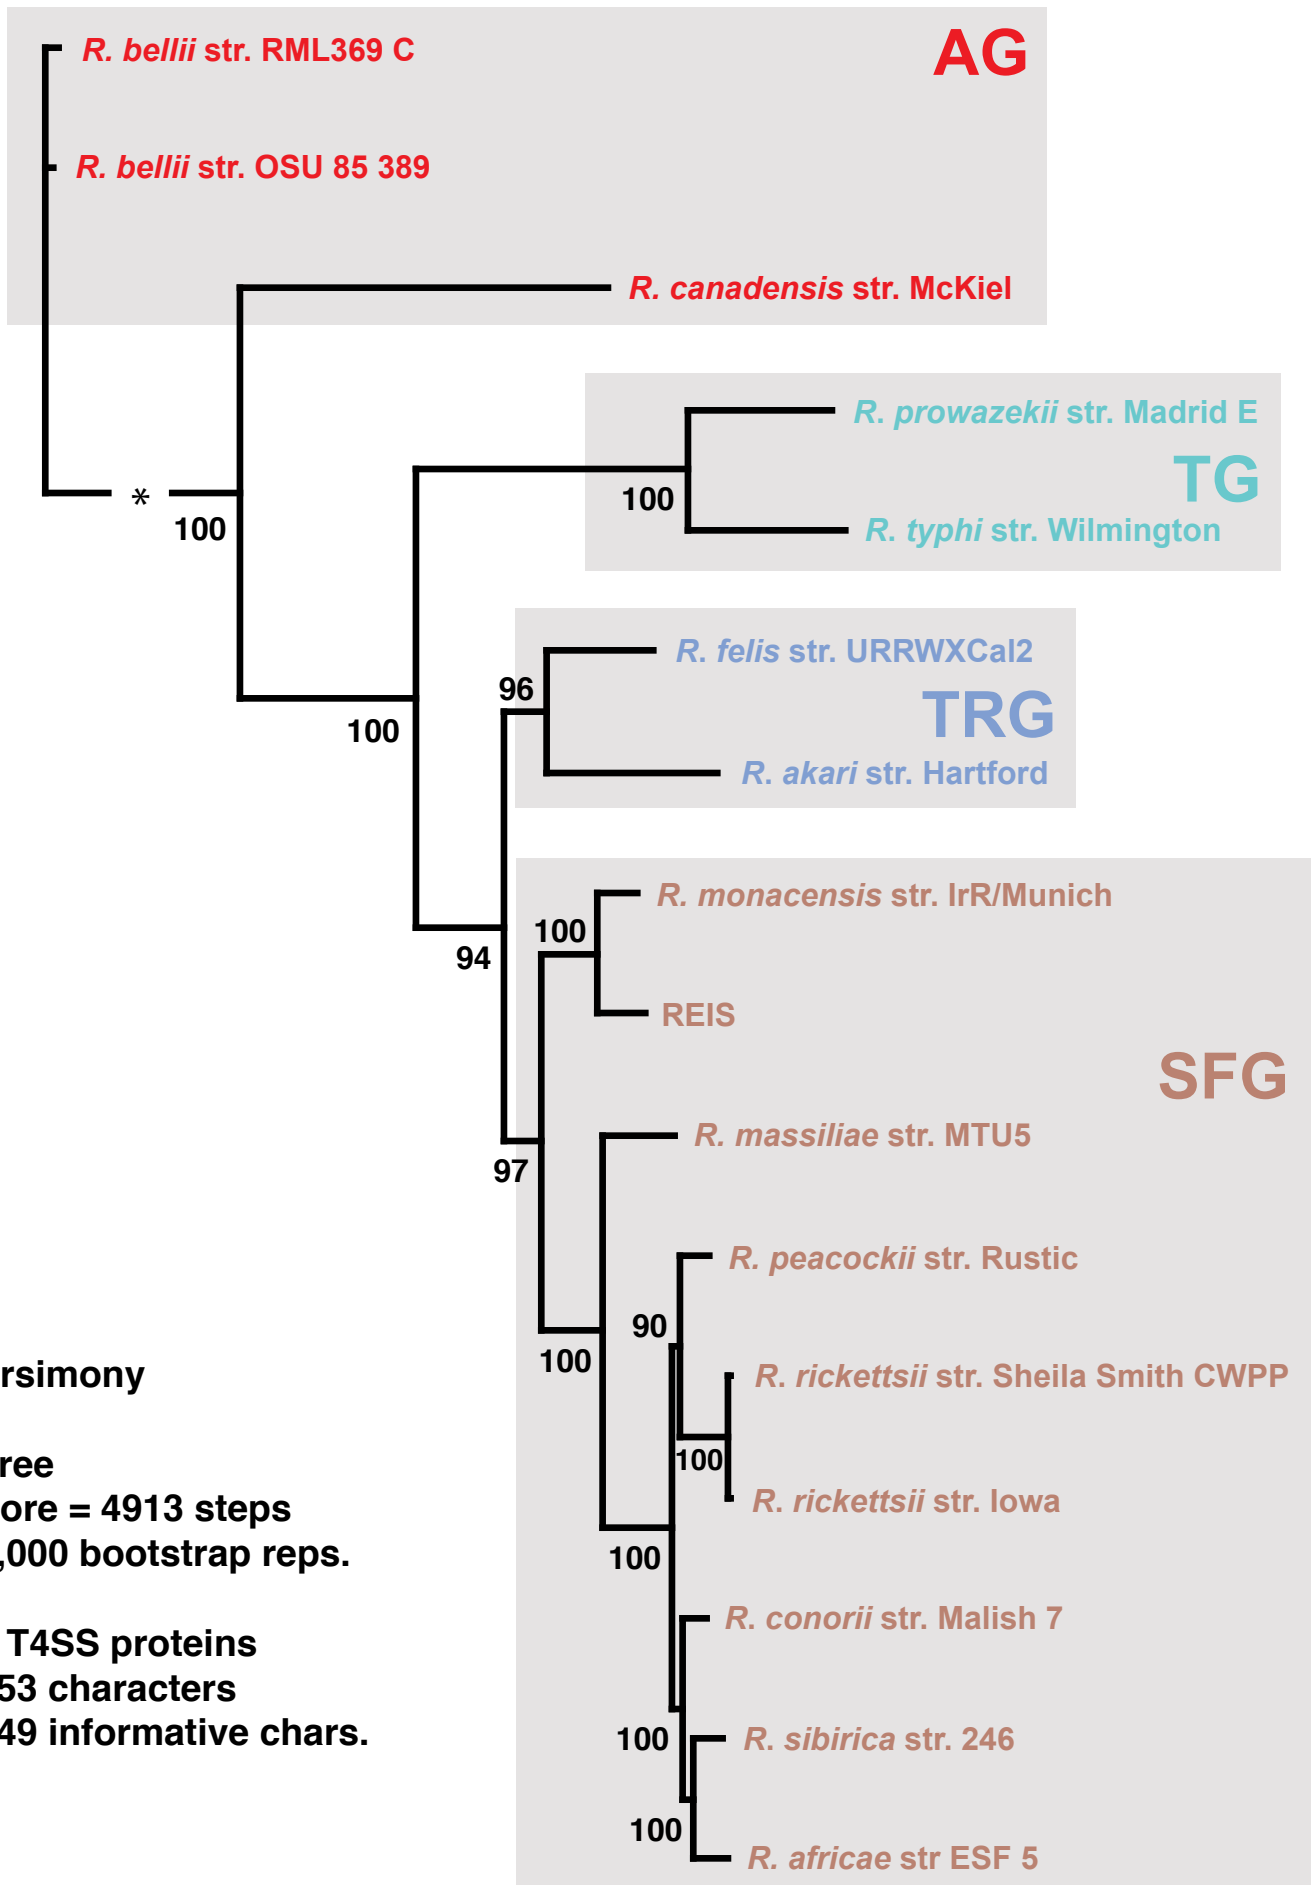 R. bellii str. RML369 C
AG
R. bellii str. OSU 85 389
R. canadensis str. McKiel
R. prowazekii str. Madrid E
TG
100
R. typhi str. Wilmington
*
100
R. felis str. URRWXCal2
96
TRG
100
R. akari str. Hartford
R. monacensis str. IrR/Munich
100
94
REIS
SFG
R. massiliae str. MTU5
97
R. peacockii str. Rustic
90
100
R. rickettsii str. Sheila Smith CWPP
100
R. rickettsii str. Iowa
100
R. conorii str. Malish 7
100
R. sibirica str. 246
100
R. africae str ESF 5
rsimony
ree
ore = 4913 steps
,000 bootstrap reps.
T4SS proteins
53 characters
49 informative chars.